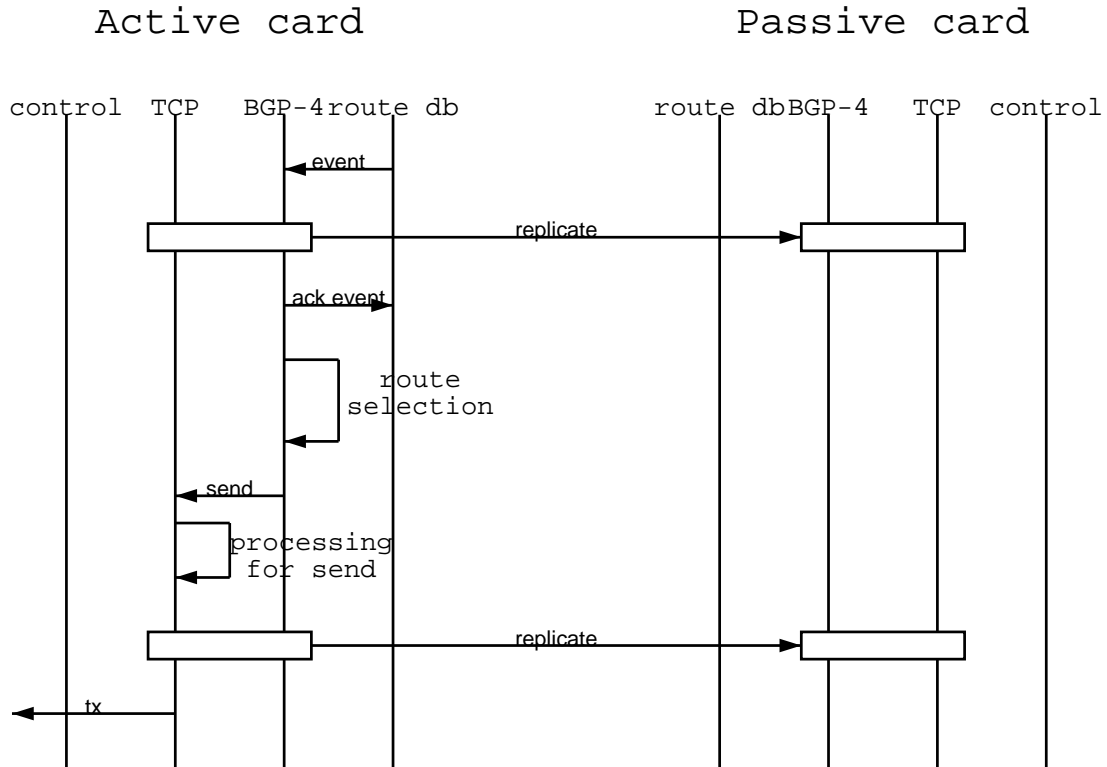 Active card Passive card
control TCP BGP-4 route db route db BGP-4 TCP control
event
replicate
ack event
route
selection
send
processing
for send
replicate
tx